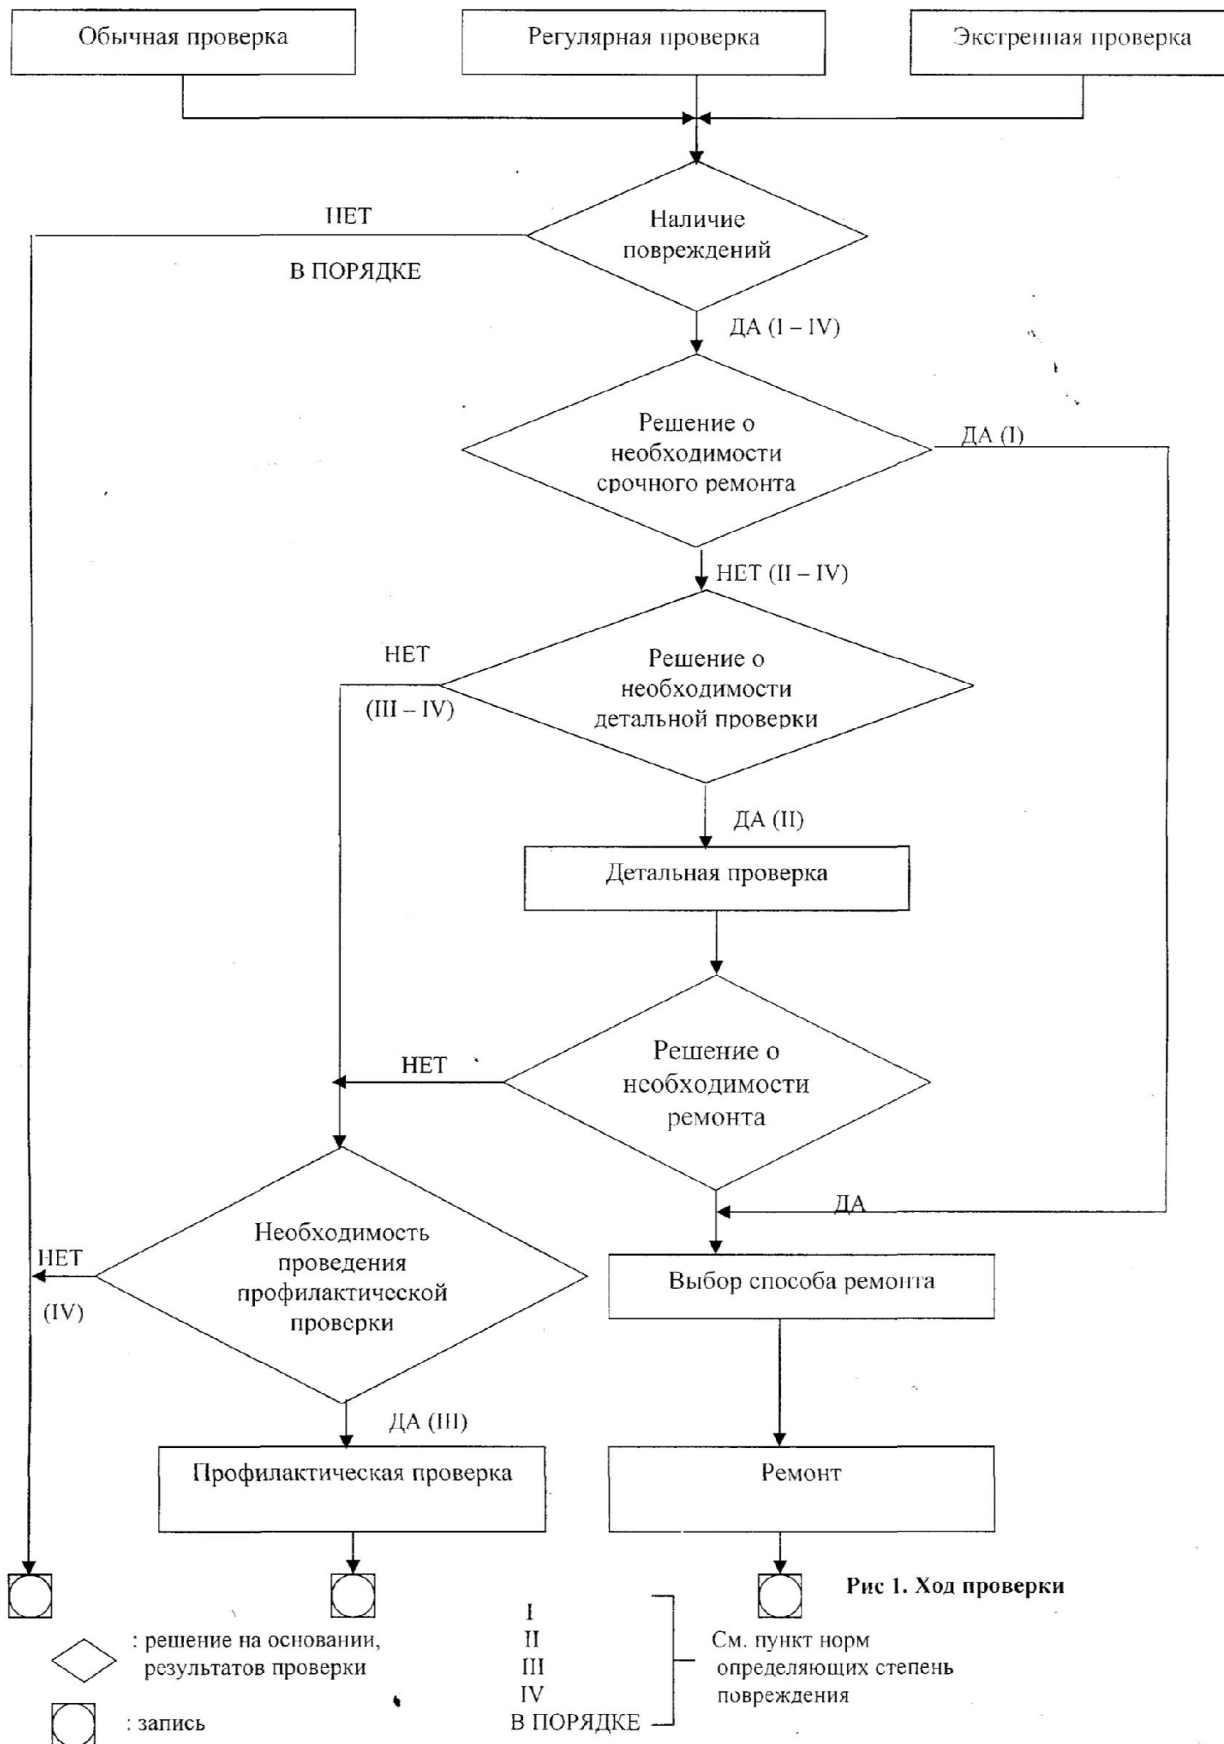 Обычная проверка
Регулярная проверка
Экстренная проверка
НЕТ
В ПОРЯДКЕ
Наличие
повреждений
ДА (I – IV)
Решение о
необходимости
срочного ремонта
ДА (I)
НЕТ (II – IV)
НЕТ
(III – IV)
Решение о
необходимости
детальной проверки
ДА (II)
Детальная проверка
НЕТ
Решение о
необходимости
ремонта
ДА
НЕТ
(IV)
Необходимость
проведения
профилактической
проверки
Выбор способа ремонта
ДА (III)
Профилактическая проверка
Ремонт
Рис 1. Ход проверки
: решение на основании,
результатов проверки
: запись
I
II
III
IV
В ПОРЯДКЕ
См. пункт норм
определяющих степень
повреждения